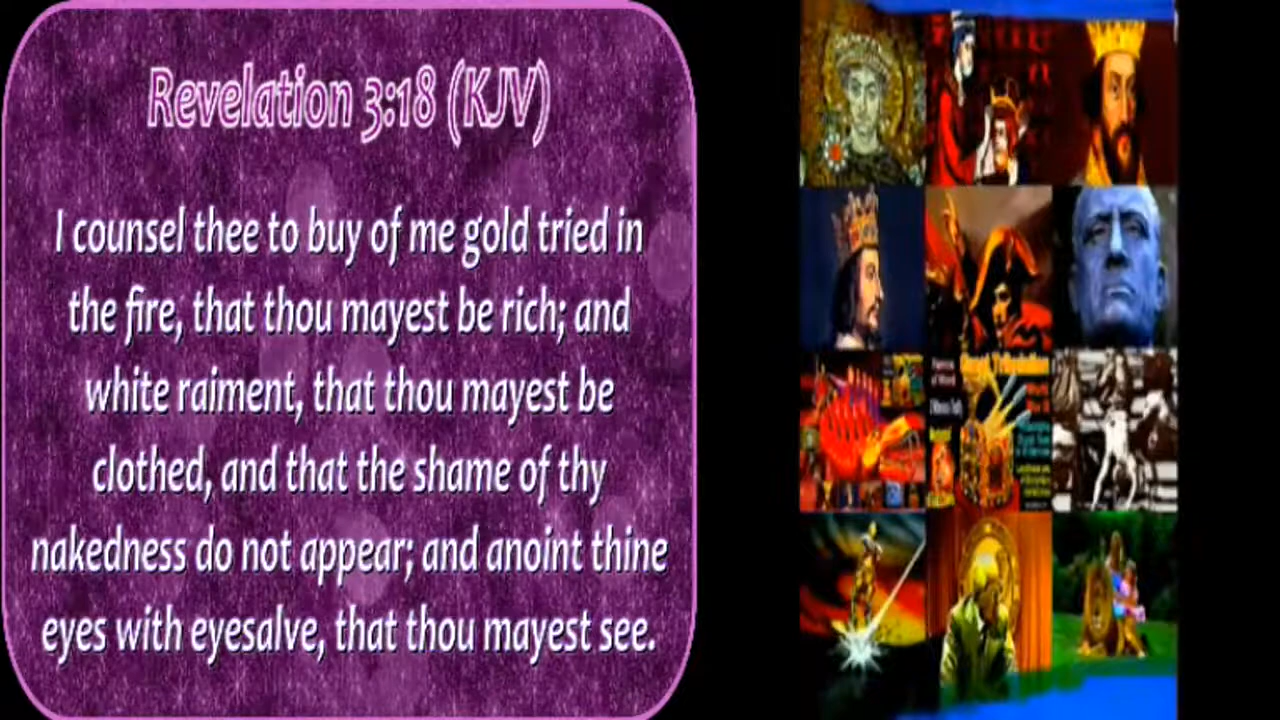 Revelation 3:18 (KJV)
I counsel thee to buy of me gold tried in
the fire, that thou mayest be rich; and
white raiment, that thou mayest be
clothed, and that the shame of thy
nakedness do not appear; and anoint thine
eyes with eyesalve, that thou mayest see.
Great Tribulation